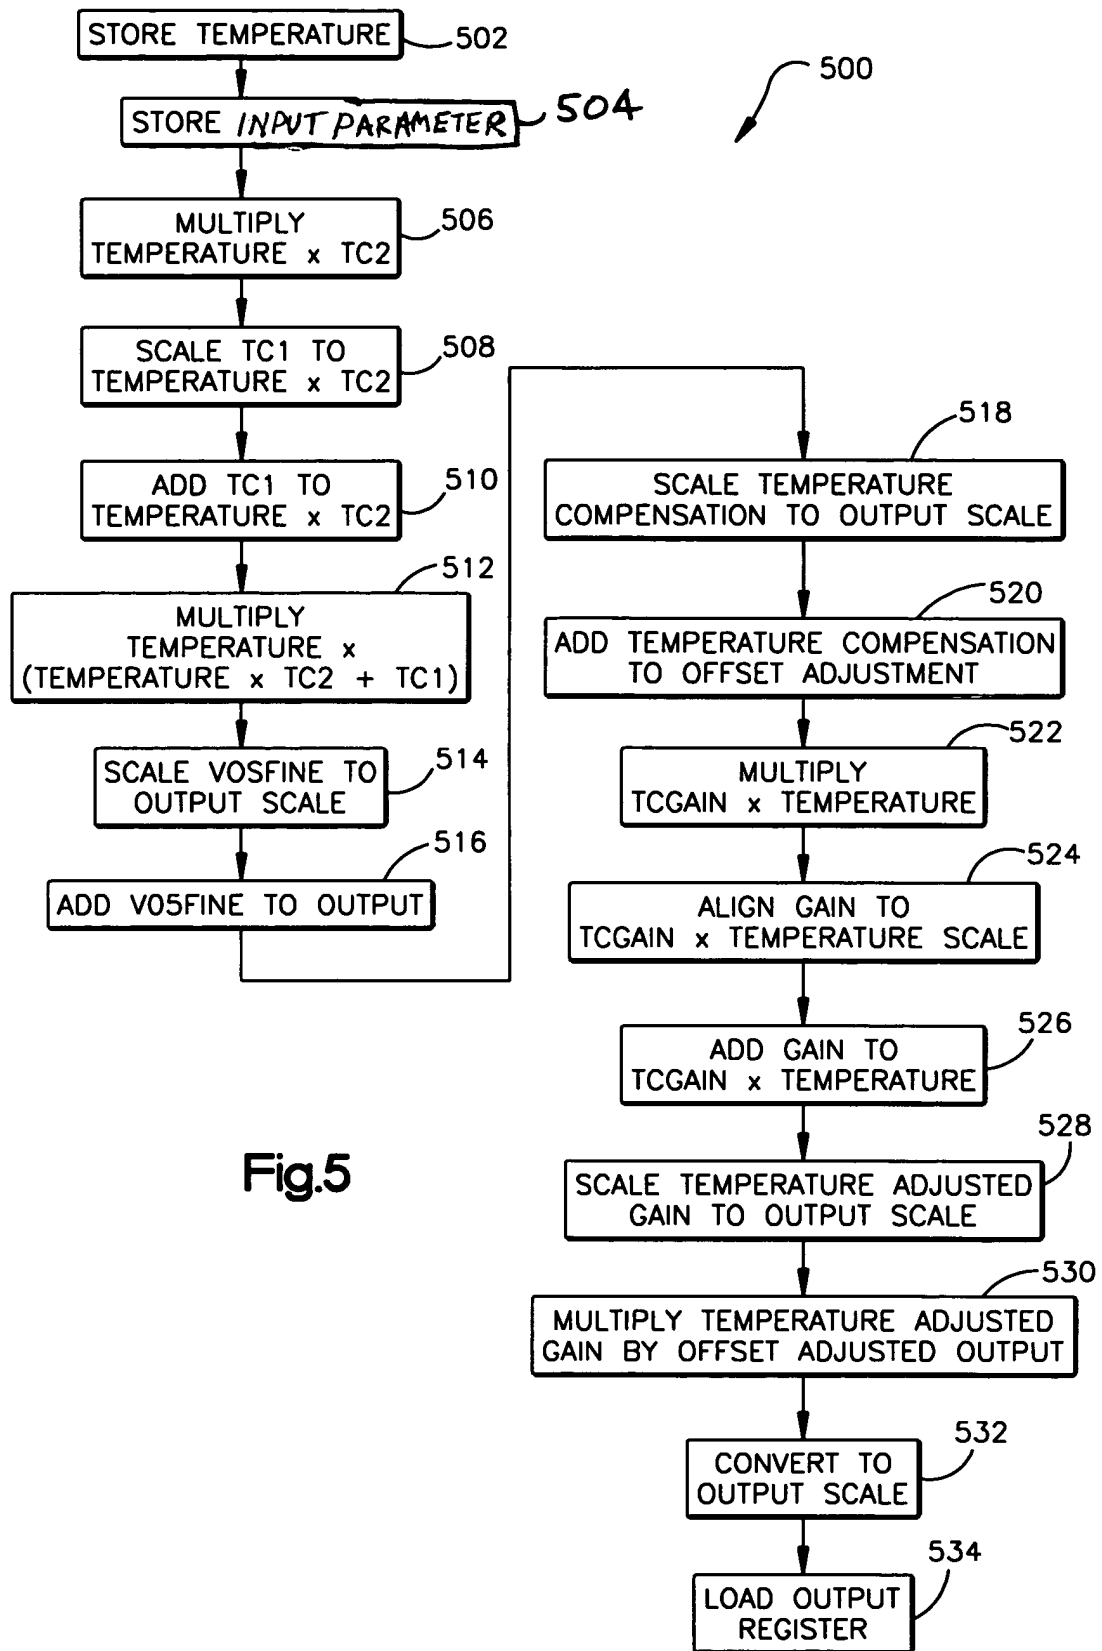 STORE TEMPERATURE
502
500
STORE INPUT PARAMETER
504
MULTIPLY
TEMPERATURE x TC2
506
SCALE TC1 TO
TEMPERATURE x TC2
508
ADD TC1 TO
TEMPERATURE x TC2
510
MULTIPLY
TEMPERATURE x
(TEMPERATURE x TC2 + TC1)
512
SCALE VOSFINE TO
OUTPUT SCALE
514
ADD VO5FINE TO OUTPUT
516
SCALE TEMPERATURE
COMPENSATION TO OUTPUT SCALE
518
ADD TEMPERATURE COMPENSATION
TO OFFSET ADJUSTMENT
520
MULTIPLY
TCGAIN x TEMPERATURE
522
ALIGN GAIN TO
TCGAIN x TEMPERATURE SCALE
524
ADD GAIN TO
TCGAIN x TEMPERATURE
526
SCALE TEMPERATURE ADJUSTED
GAIN TO OUTPUT SCALE
528
MULTIPLY TEMPERATURE ADJUSTED
GAIN BY OFFSET ADJUSTED OUTPUT
530
CONVERT TO
OUTPUT SCALE
532
LOAD OUTPUT
REGISTER
534
Fig.5